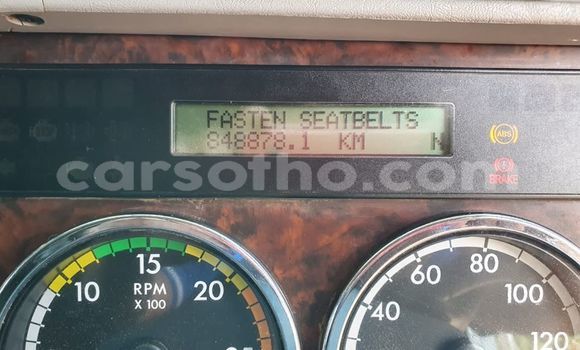 FASTEN SEATBELTS
848878.1 KM N
ABS
BRAKE
carsotho.com
10 15 20 25
RPM
X 100
40 60 80 100 120